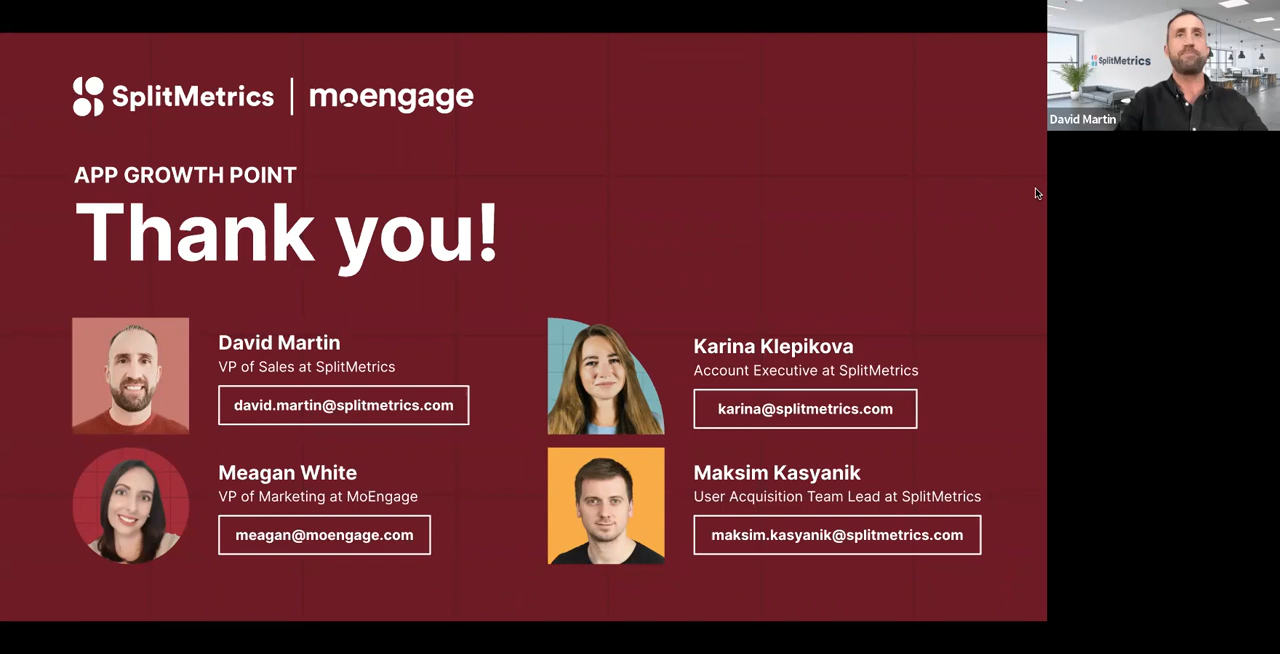 SplitMetrics | moengage
APP GROWTH POINT
Thank you!
David Martin
VP of Sales at SplitMetrics
david.martin@splitmetrics.com
Karina Klepikova
Account Executive at SplitMetrics
karina@splitmetrics.com
Meagan White
VP of Marketing at MoEngage
meagan@moengage.com
Maksim Kasyanik
User Acquisition Team Lead at SplitMetrics
maksim.kasyanik@splitmetrics.com
SplitMetrics
David Martin